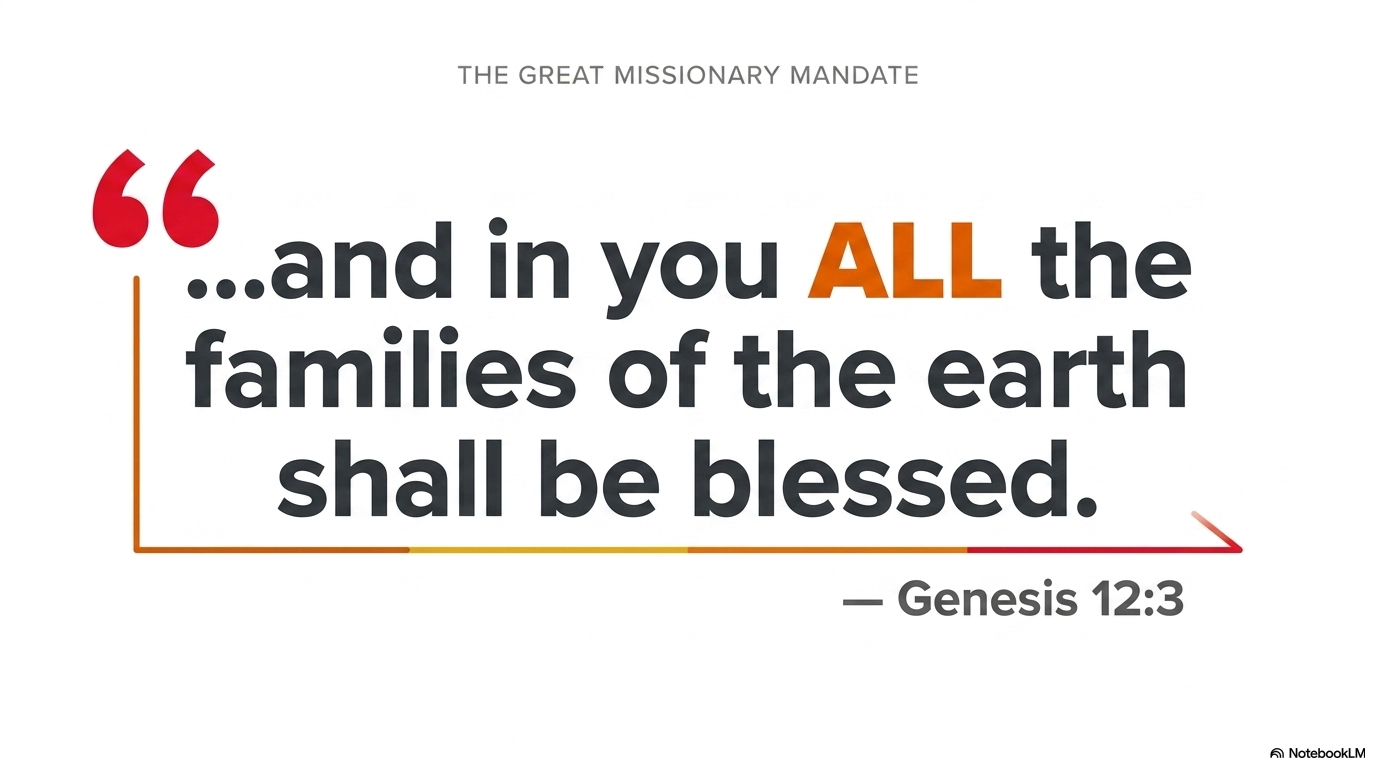 THE GREAT MISSIONARY MANDATE
“...and in you ALL the
families of the earth
shall be blessed.
— Genesis 12:3
NotebookLM